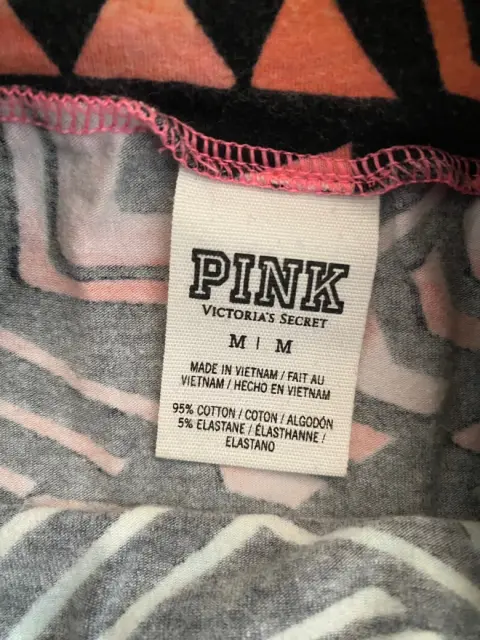 PINK
VICTORIA'S SECRET
M | M
MADE IN VIETNAM / FAIT AU
VIETNAM / HECHO EN VIETNAM
95% COTTON / COTON / ALGODÓN
5% ELASTANE / ÉLASTHANNE /
ELASTANO